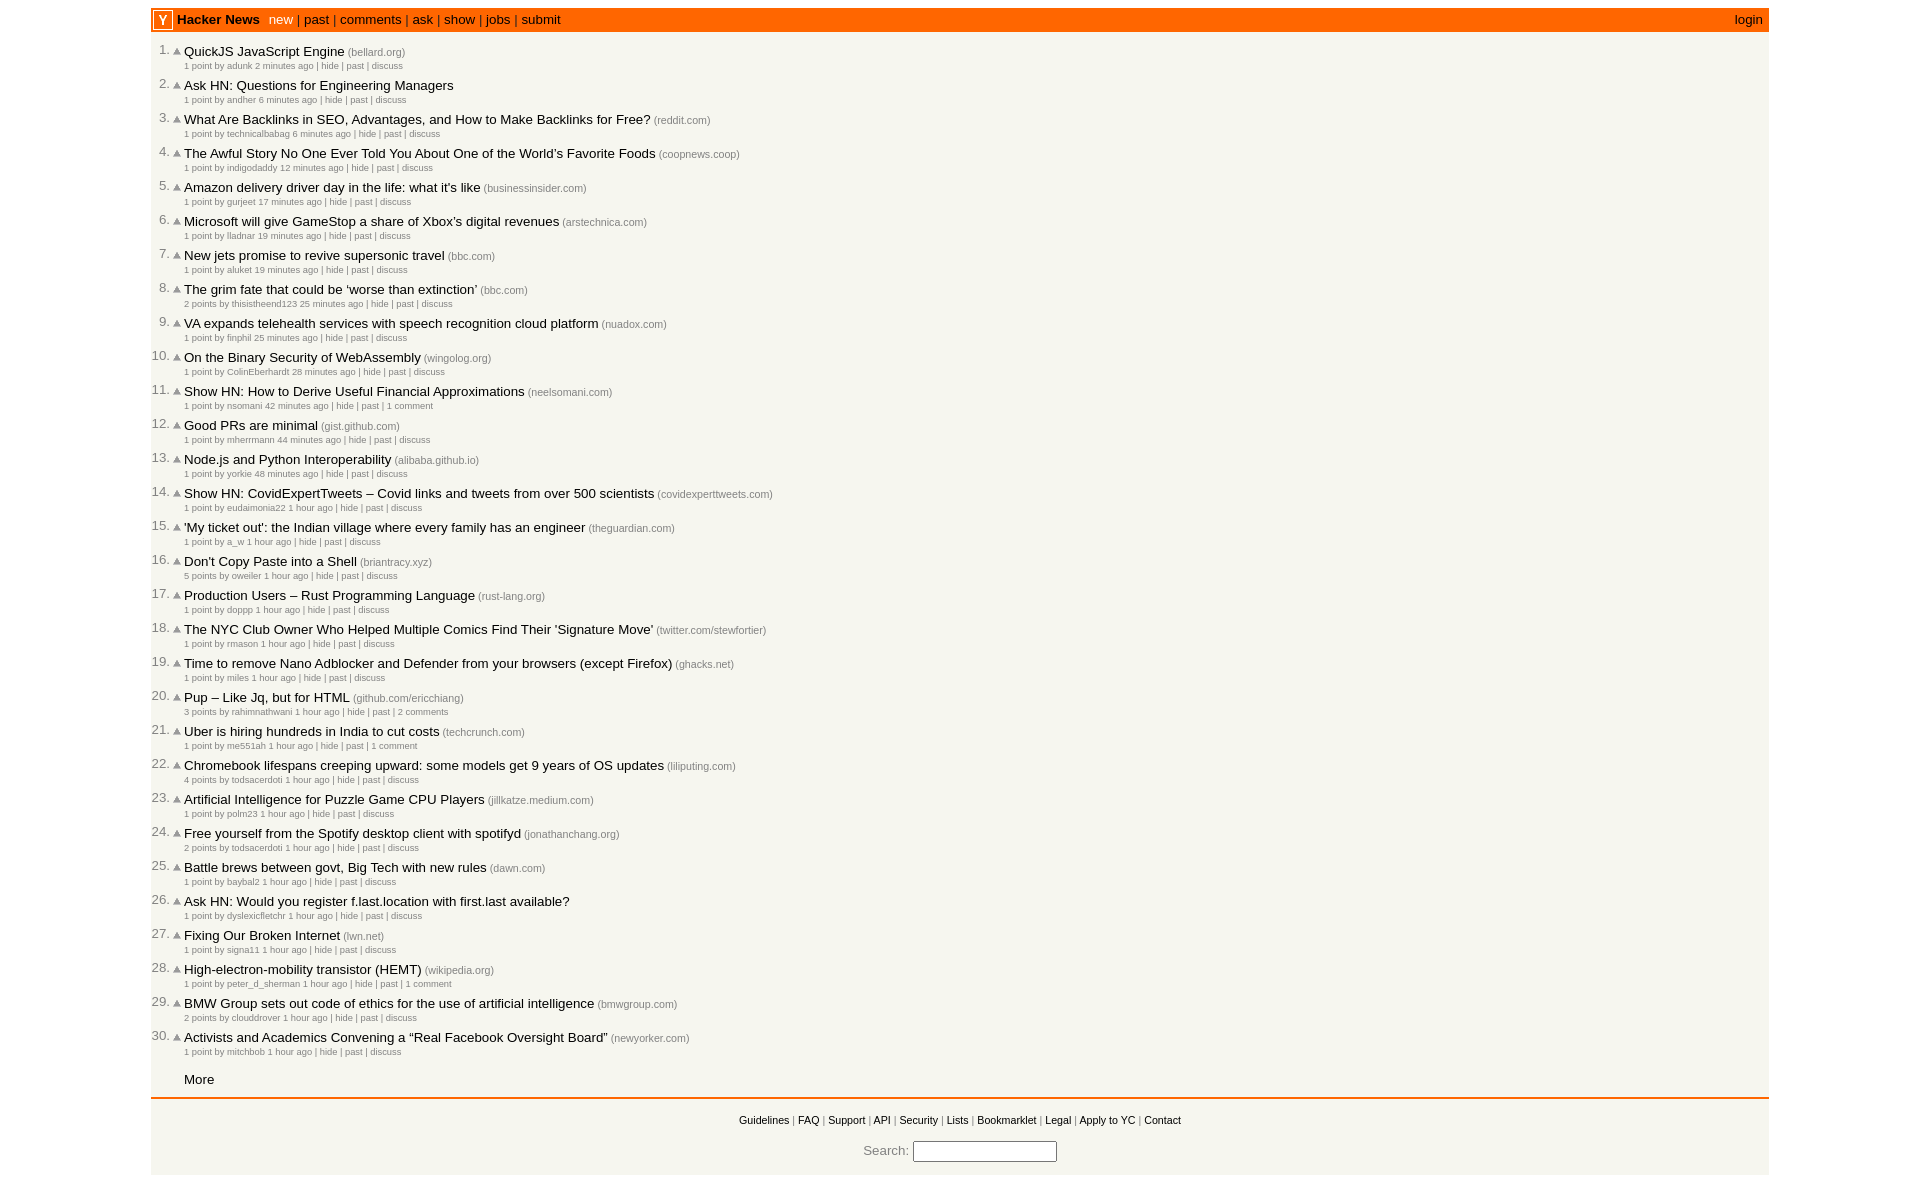 Y Hacker News new | past | comments | ask | show | jobs | submit login
1. QuickJS JavaScript Engine (bellard.org)
1 point by adunk 2 minutes ago | hide | past | discuss
2. Ask HN: Questions for Engineering Managers
1 point by andher 6 minutes ago | hide | past | discuss
3. What Are Backlinks in SEO, Advantages, and How to Make Backlinks for Free? (reddit.com)
1 point by technicalbabag 6 minutes ago | hide | past | discuss
4. The Awful Story No One Ever Told You About One of the World’s Favorite Foods (coopnews.coop)
1 point by indigodaddy 12 minutes ago | hide | past | discuss
5. Amazon delivery driver day in the life: what it's like (businessinsider.com)
1 point by gurjeet 17 minutes ago | hide | past | discuss
6. Microsoft will give GameStop a share of Xbox’s digital revenues (arstechnica.com)
1 point by lladnar 19 minutes ago | hide | past | discuss
7. New jets promise to revive supersonic travel (bbc.com)
1 point by aluket 19 minutes ago | hide | past | discuss
8. The grim fate that could be ‘worse than extinction’ (bbc.com)
2 points by thisistheend123 25 minutes ago | hide | past | discuss
9. VA expands telehealth services with speech recognition cloud platform (nuadox.com)
1 point by finphil 25 minutes ago | hide | past | discuss
10. On the Binary Security of WebAssembly (wingolog.org)
1 point by ColinEberhardt 28 minutes ago | hide | past | discuss
11. Show HN: How to Derive Useful Financial Approximations (neelsomani.com)
1 point by nsomani 42 minutes ago | hide | past | 1 comment
12. Good PRs are minimal (gist.github.com)
1 point by mherrmann 44 minutes ago | hide | past | discuss
13. Node.js and Python Interoperability (alibaba.github.io)
1 point by yorkie 48 minutes ago | hide | past | discuss
14. Show HN: CovidExpertTweets – Covid links and tweets from over 500 scientists (covidexperttweets.com)
1 point by eudaimonia22 1 hour ago | hide | past | discuss
15. 'My ticket out': the Indian village where every family has an engineer (theguardian.com)
1 point by a_w 1 hour ago | hide | past | discuss
16. Don't Copy Paste into a Shell (briantracy.xyz)
5 points by oweiler 1 hour ago | hide | past | discuss
17. Production Users – Rust Programming Language (rust-lang.org)
1 point by doppp 1 hour ago | hide | past | discuss
18. The NYC Club Owner Who Helped Multiple Comics Find Their 'Signature Move' (twitter.com/stewfortier)
1 point by rmason 1 hour ago | hide | past | discuss
19. Time to remove Nano Adblocker and Defender from your browsers (except Firefox) (ghacks.net)
1 point by miles 1 hour ago | hide | past | discuss
20. Pup – Like Jq, but for HTML (github.com/ericchiang)
3 points by rahimnathwani 1 hour ago | hide | past | 2 comments
21. Uber is hiring hundreds in India to cut costs (techcrunch.com)
1 point by me551ah 1 hour ago | hide | past | 1 comment
22. Chromebook lifespans creeping upward: some models get 9 years of OS updates (liliputing.com)
4 points by todsacerdoti 1 hour ago | hide | past | discuss
23. Artificial Intelligence for Puzzle Game CPU Players (jillkatze.medium.com)
1 point by polm23 1 hour ago | hide | past | discuss
24. Free yourself from the Spotify desktop client with spotifyd (jonathanchang.org)
2 points by todsacerdoti 1 hour ago | hide | past | discuss
25. Battle brews between govt, Big Tech with new rules (dawn.com)
1 point by baybal2 1 hour ago | hide | past | discuss
26. Ask HN: Would you register f.last.location with first.last available?
1 point by dyslexicfletchr 1 hour ago | hide | past | discuss
27. Fixing Our Broken Internet (lwn.net)
1 point by signa11 1 hour ago | hide | past | discuss
28. High-electron-mobility transistor (HEMT) (wikipedia.org)
1 point by peter_d_sherman 1 hour ago | hide | past | 1 comment
29. BMW Group sets out code of ethics for the use of artificial intelligence (bmwgroup.com)
2 points by clouddrover 1 hour ago | hide | past | discuss
30. Activists and Academics Convening a “Real Facebook Oversight Board” (newyorker.com)
1 point by mitchbob 1 hour ago | hide | past | discuss
More
Guidelines | FAQ | Support | API | Security | Lists | Bookmarklet | Legal | Apply to YC | Contact
Search: